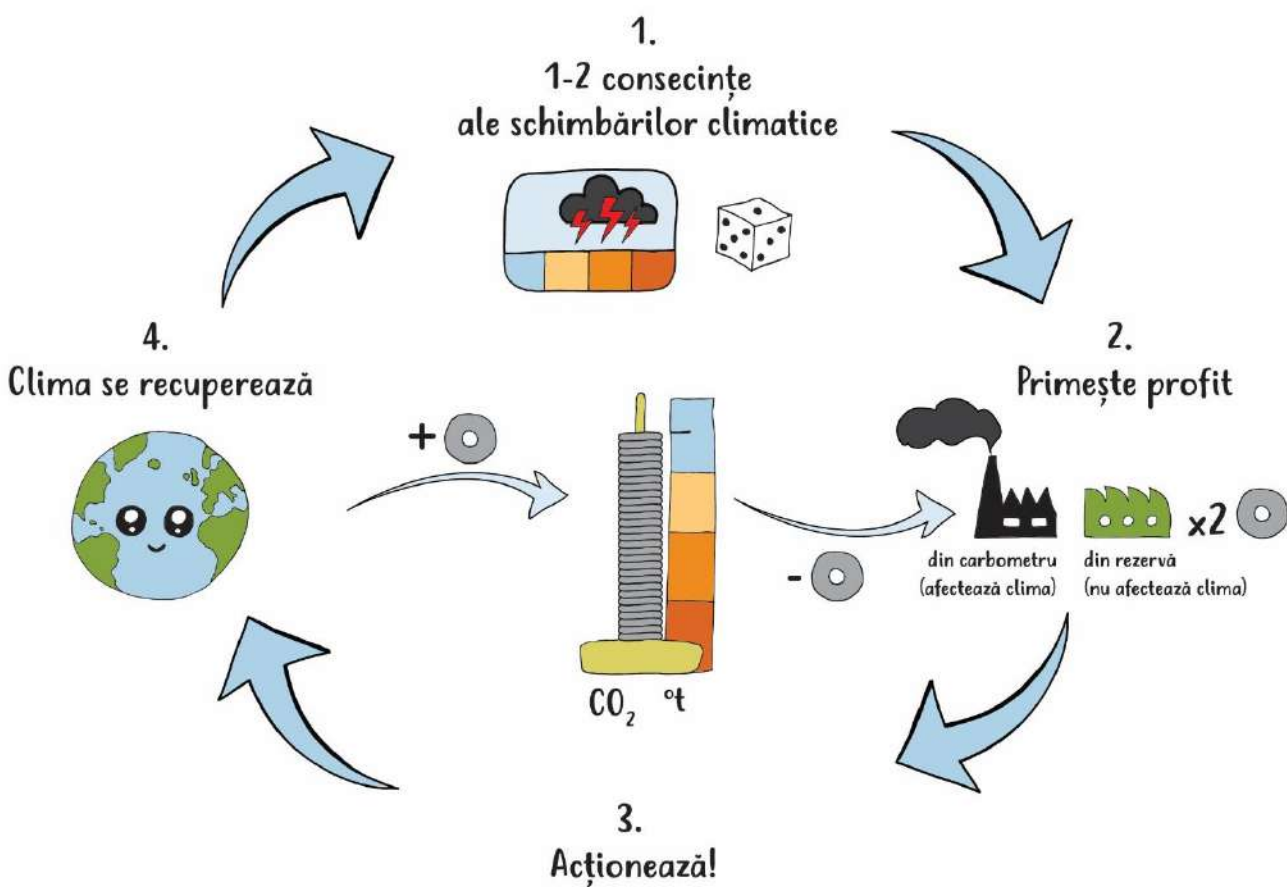 1.
1-2 consecințe
ale schimbărilor climatice
4.
Clima se recuperează
+
2.
Primește profit
x2
-
din carbometru
(afectează clima)
din rezervă
(nu afectează clima)
CO₂ °t
3.
Acționează!